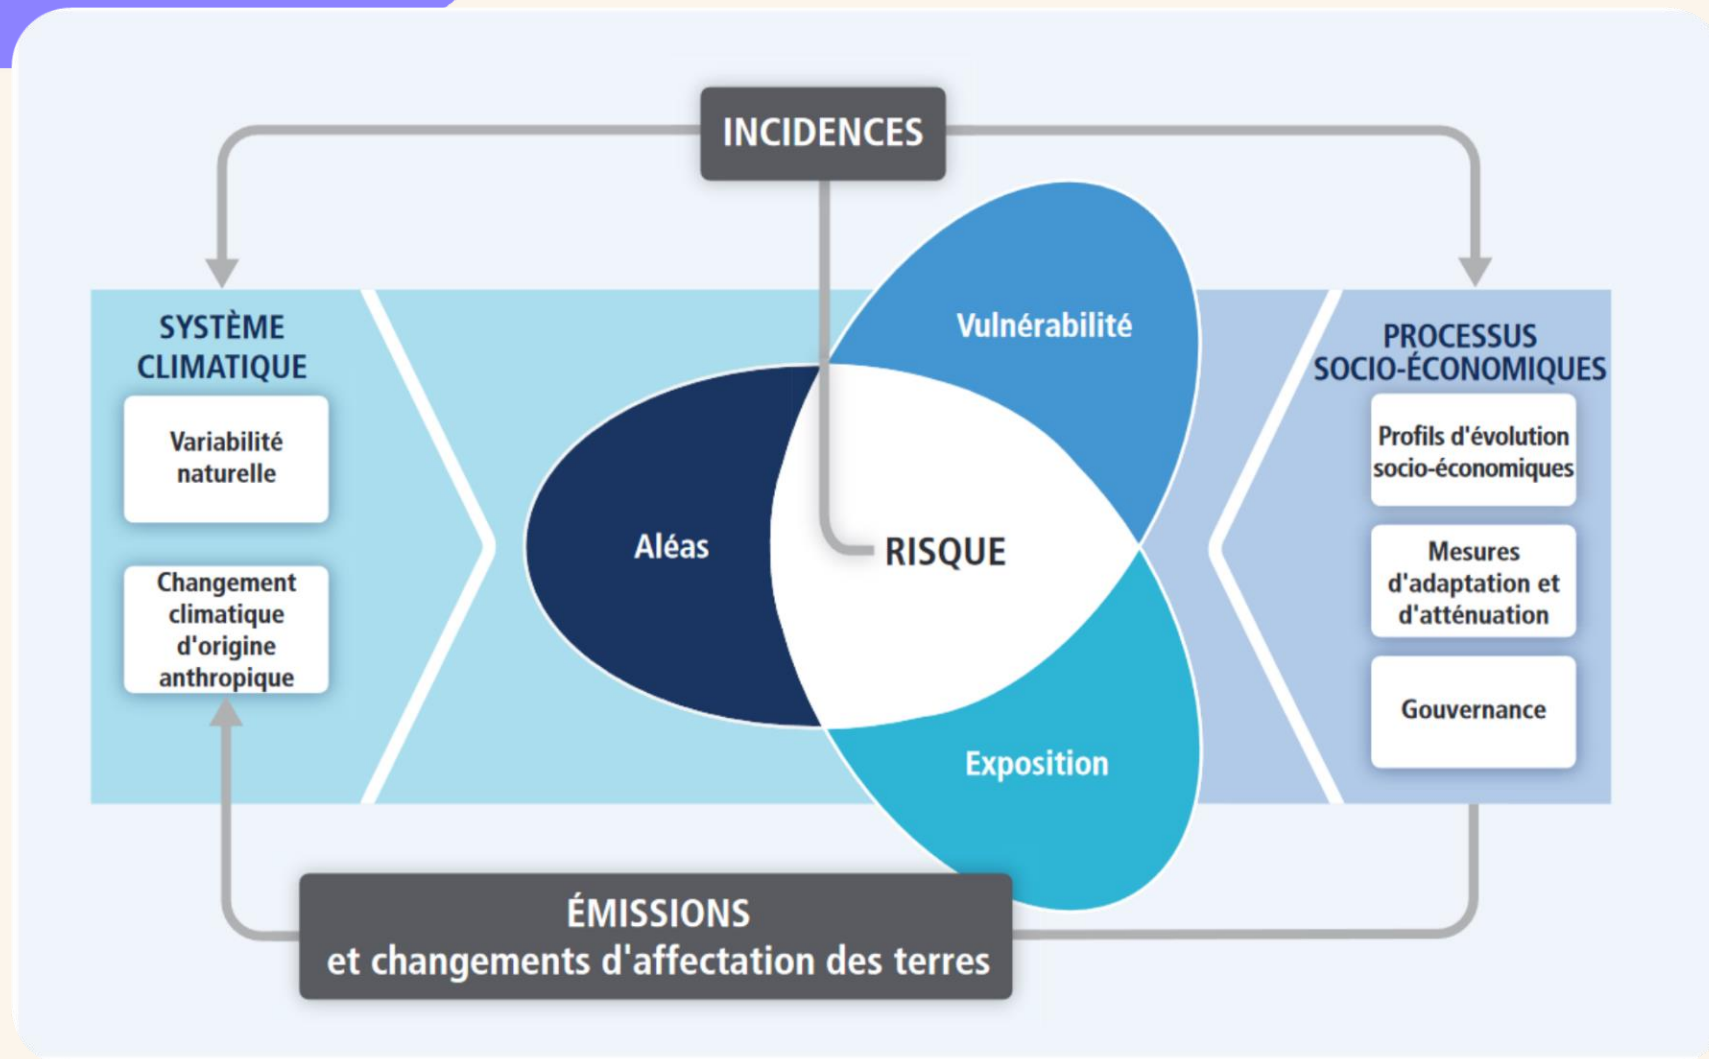 INCIDENCES
SYSTÈME
CLIMATIQUE
Variabilité
naturelle
Changement
climatique
d'origine
anthropique
Aléas
Vulnérabilité
RISQUE
Exposition
PROCESSUS
SOCIO-ÉCONOMIQUES
Profils d'évolution
socio-économiques
Mesures
d'adaptation et
d'atténuation
Gouvernance
ÉMISSIONS
et changements d'affectation des terres